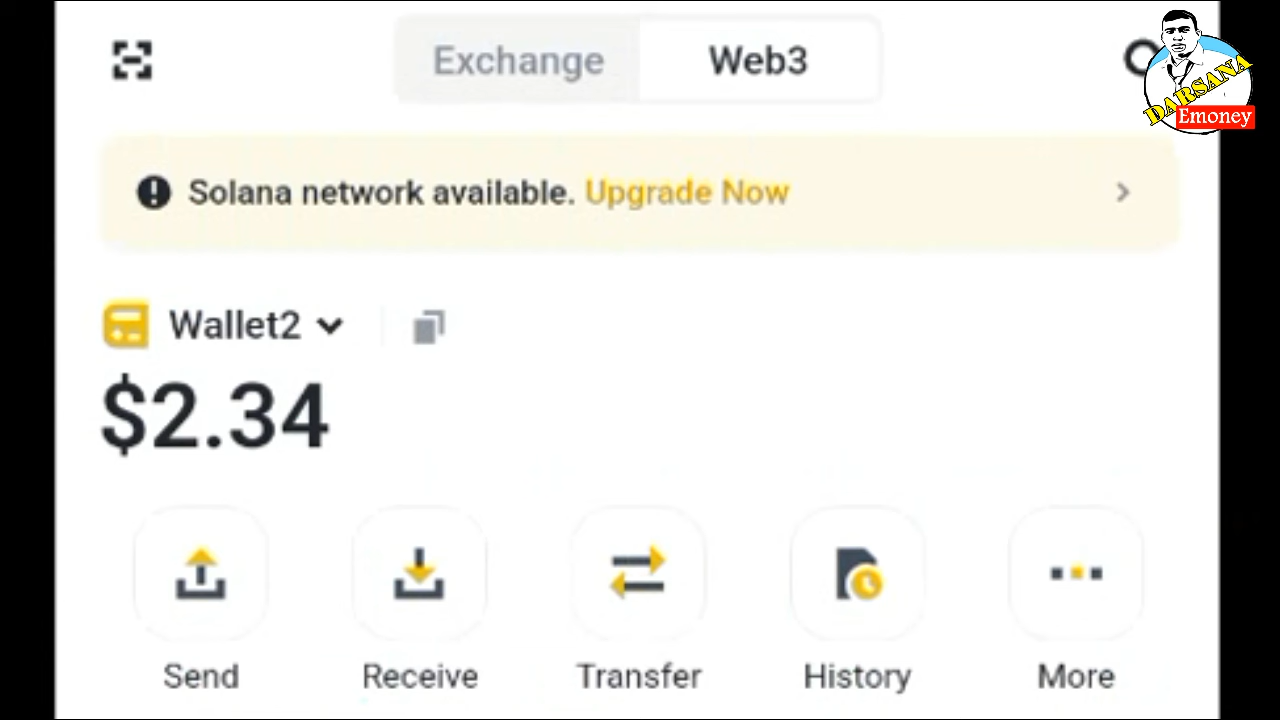 Exchange Web3
DARSANA
Emoney
Solana network available. Upgrade Now
Wallet2
$2.34
Send Receive Transfer History More